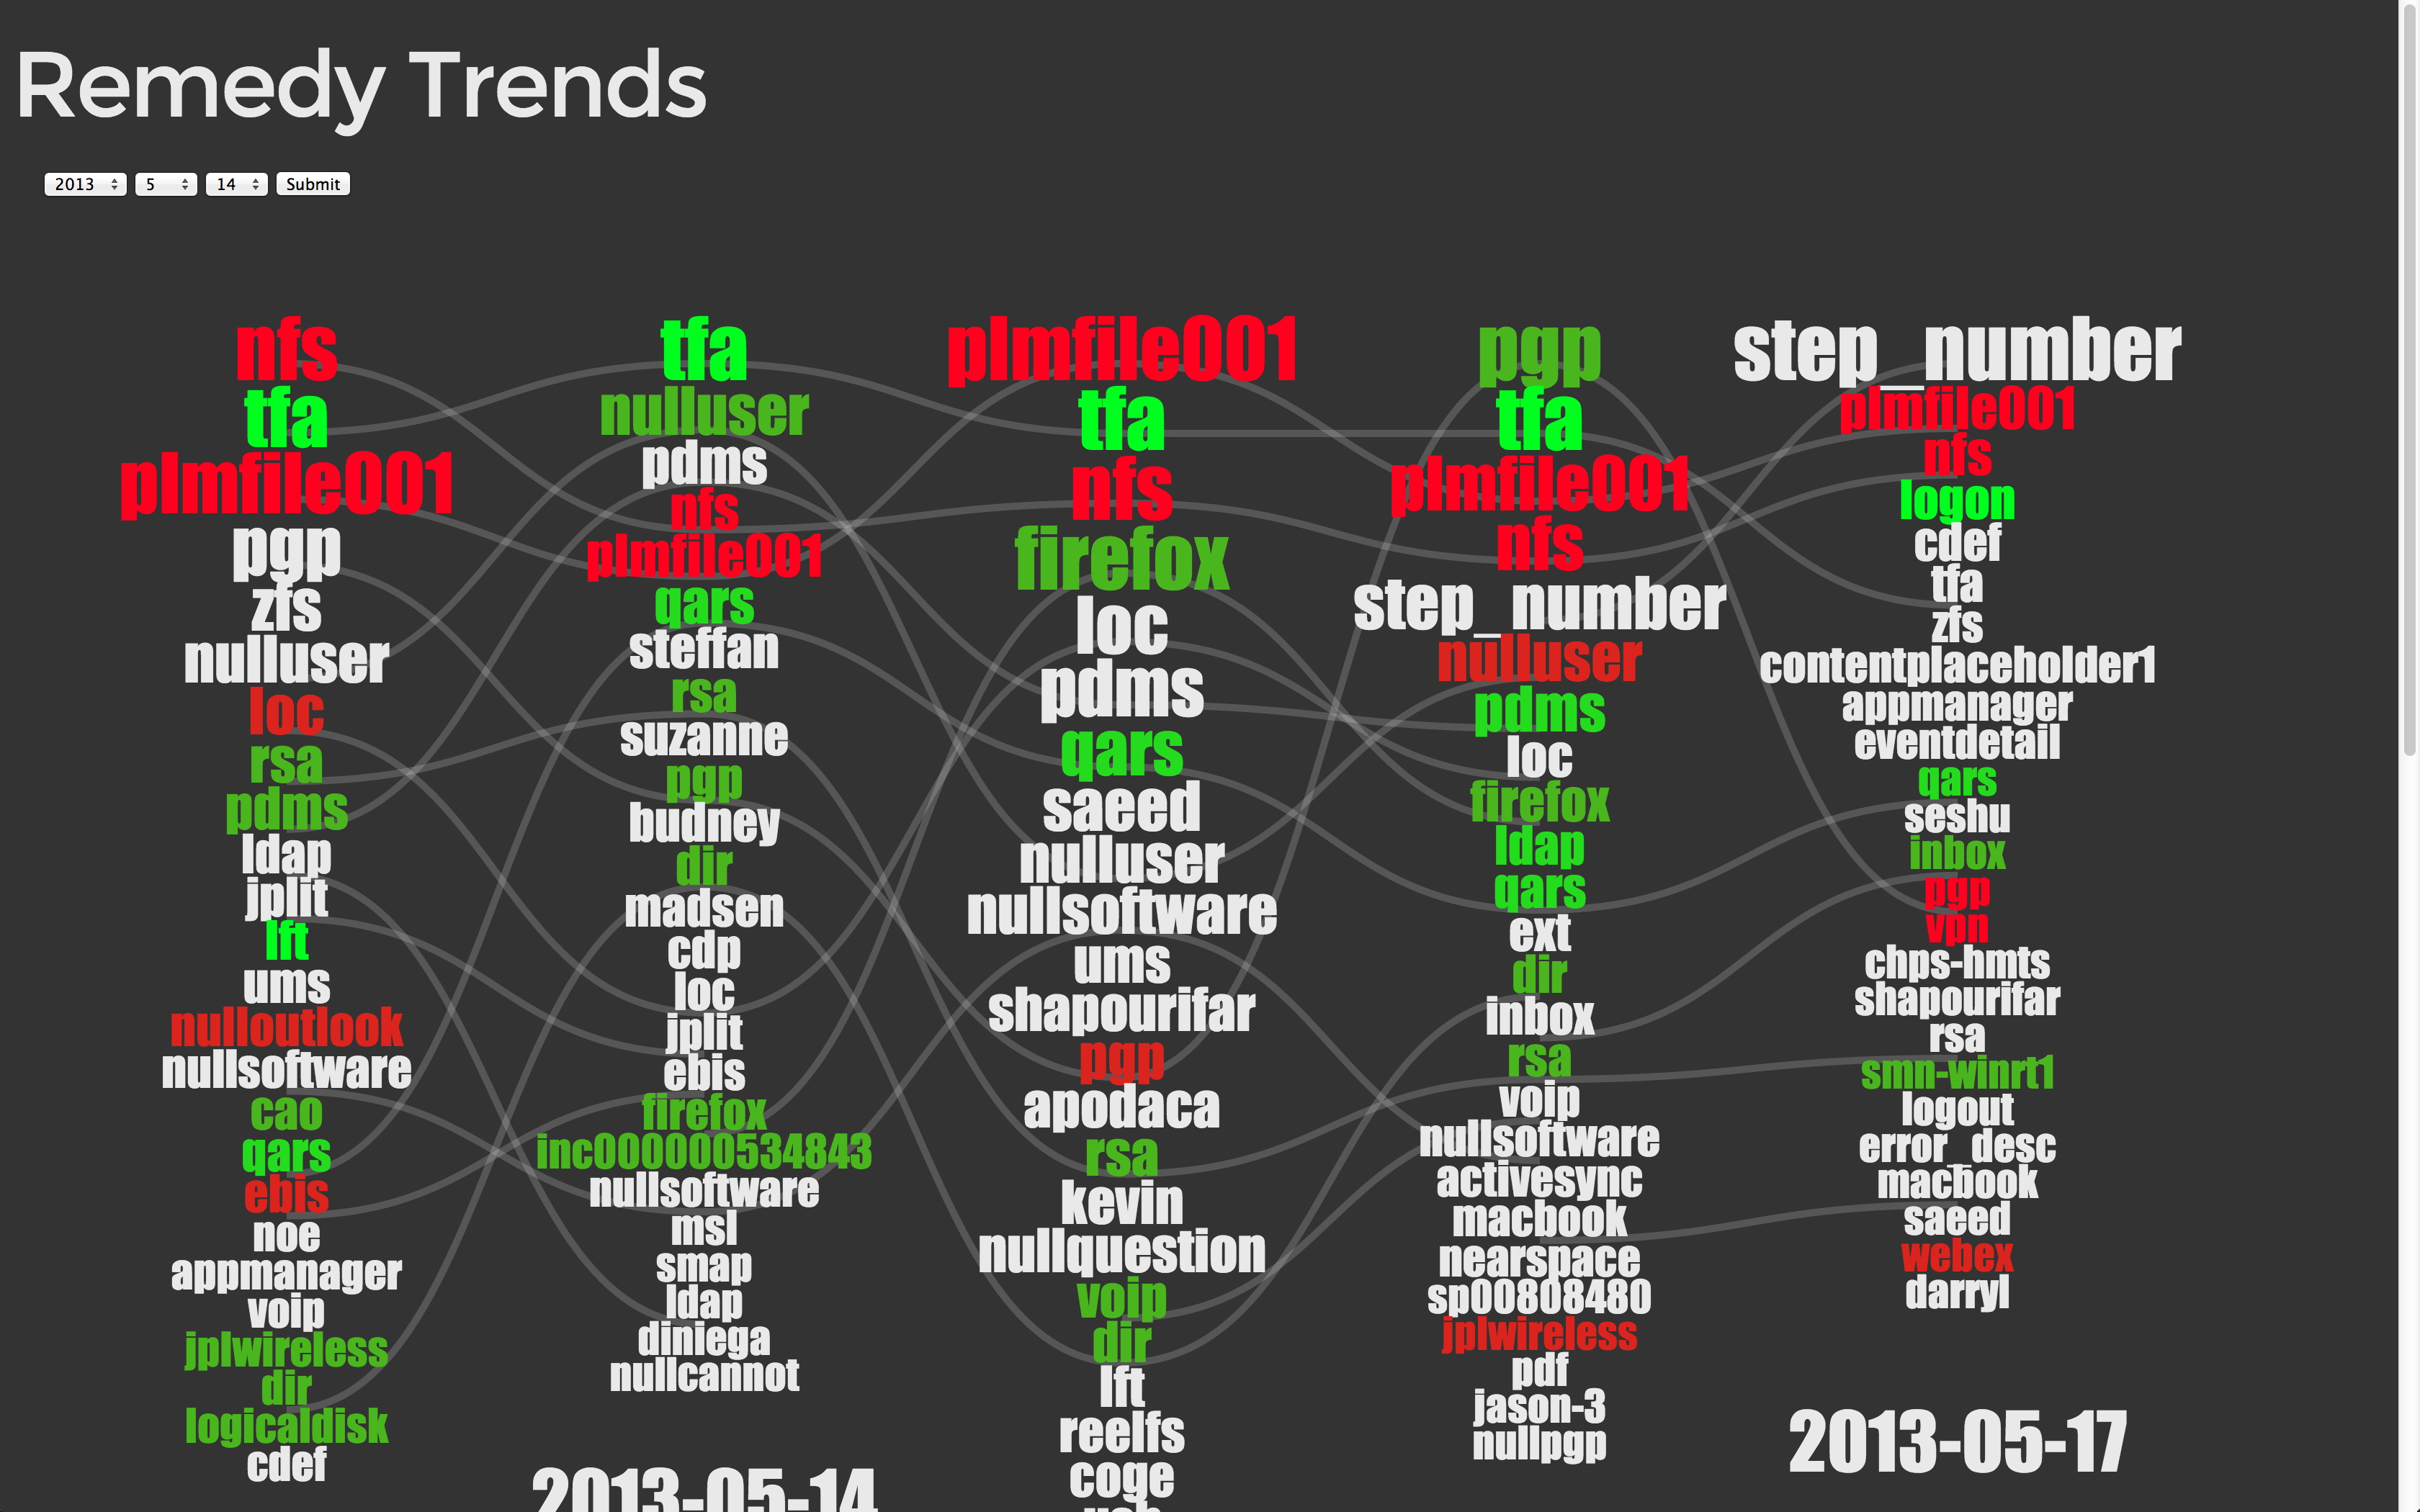 Remedy Trends
2013 5 14 Submit
nfs
tfa
plmfile001
pgp
zfs
nulluser
loc
rsa
pdms
ldap
jplit
lft
ums
nulloutlook
nullsoftware
cao
qars
ebis
noe
appmanager
voip
jplwireless
dir
logicaldisk
cdef
tfa
nulluser
pdms
nfs
plmfile001
qars
steffan
rsa
suzanne
pgp
budney
dir
madsen
cdp
loc
jplit
ebis
firefox
inc000000534843
nullsoftware
msl
smap
ldap
diniega
nullcannot
2013-05-14
plmfile001
tfa
nfs
firefox
loc
pdms
qars
saeed
nulluser
nullsoftware
ums
shapourifar
pgp
apodaca
rsa
kevin
nullquestion
voip
dir
lft
reelfs
coge
pgp
tfa
plmfile001
nfs
step_number
nulluser
pdms
loc
firefox
ldap
qars
ext
dir
inbox
rsa
voip
nullsoftware
activesync
macbook
nearspace
sp00808480
jplwireless
pdf
jason-3
nullpgp
step_number
plmfile001
nfs
logon
cdef
tfa
zfs
contentplaceholder1
appmanager
eventdetail
qars
seshu
inbox
pgp
vpn
chps-hmts
shapourifar
rsa
smn-winrt1
logout
error_desc
macbook
saeed
webex
darryl
2013-05-17